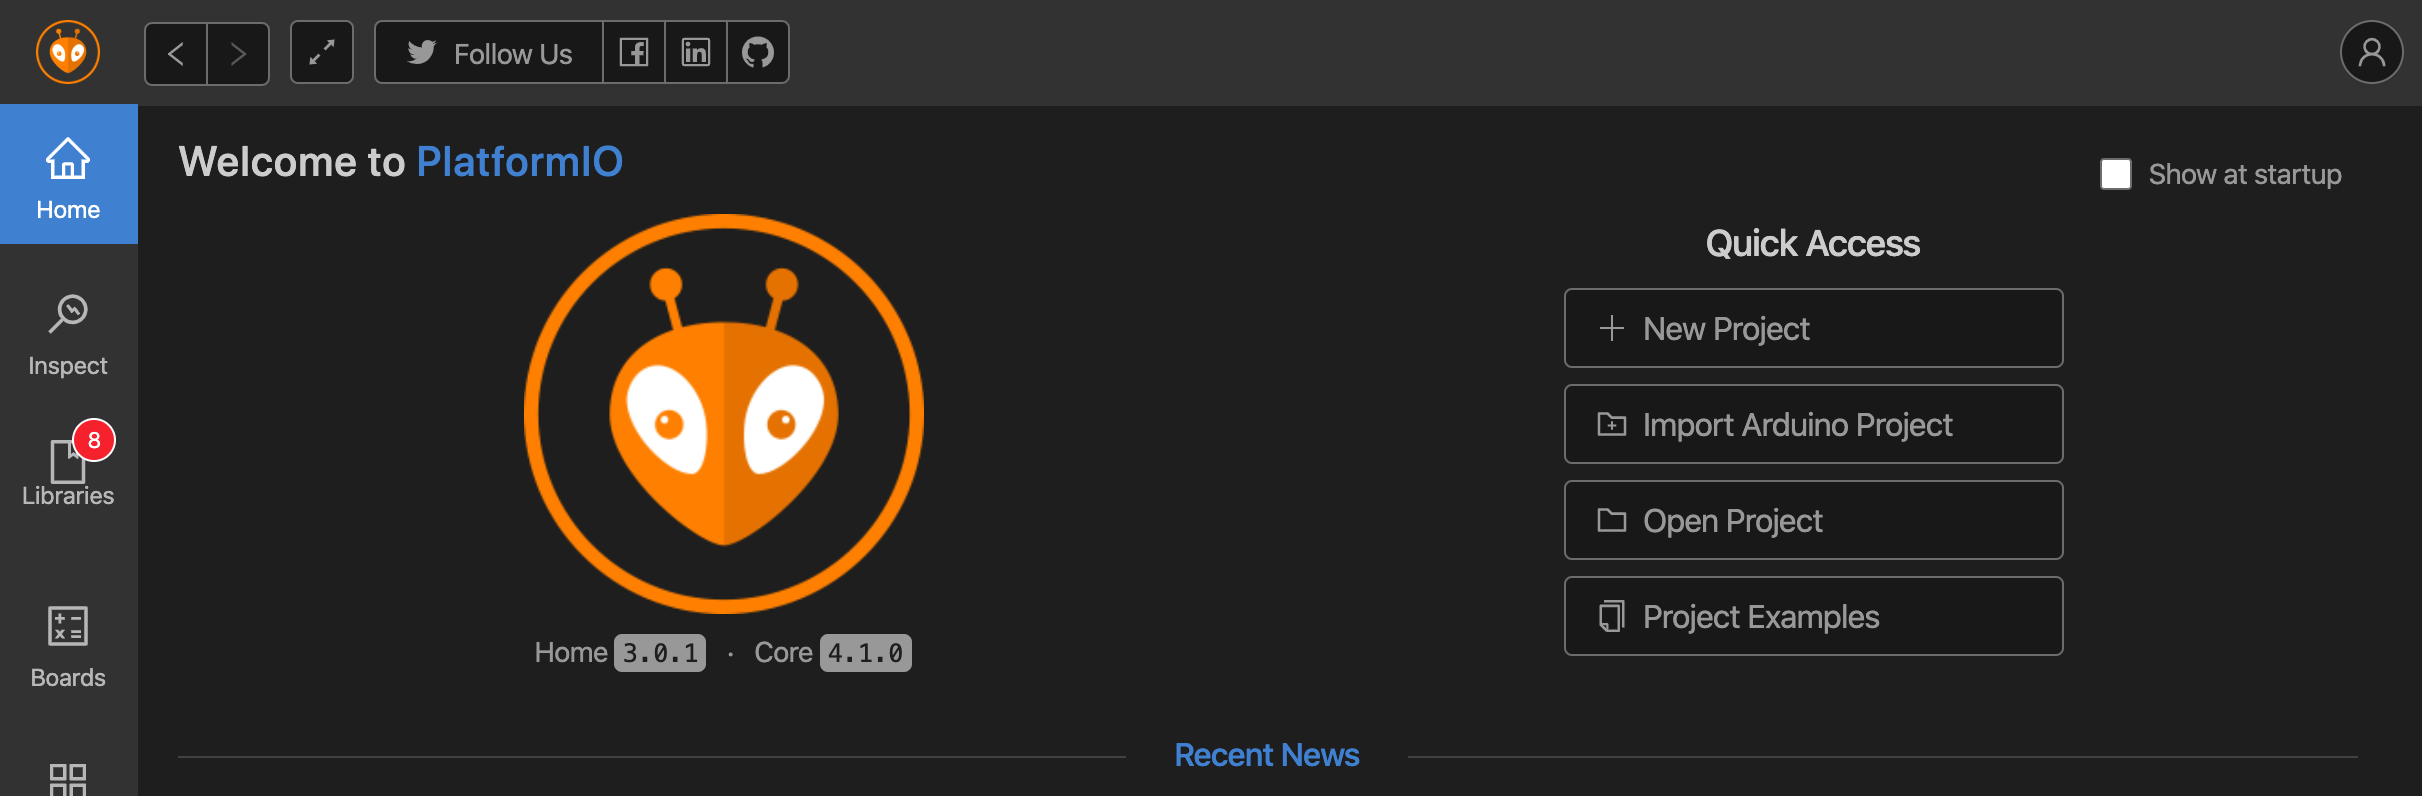 Follow Us
Home
Inspect
8
Libraries
Boards
Welcome to PlatformIO
Show at startup
Home 3.0.1 · Core 4.1.0
Quick Access
New Project
Import Arduino Project
Open Project
Project Examples
Recent News